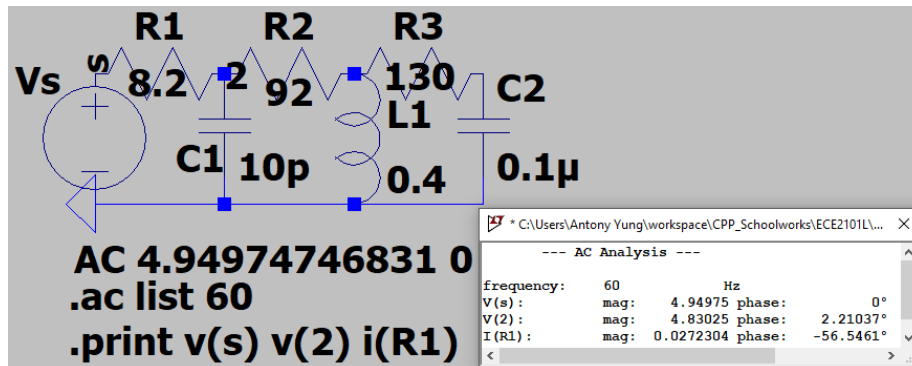 R1 R2 R3
s
Vs 8.2 2 92 130 C2
L1
C1 10p 0.4 0.1µ
AC 4.94974746831 0
.ac list 60
.print v(s) v(2) i(R1)
* C:\Users\Antony Yung\workspace\CPP_Schoolworks\ECE2101L\...
--- AC Analysis ---
frequency: 60 Hz
V(s): mag: 4.94975 phase: 0°
V(2): mag: 4.83025 phase: 2.21037°
I(R1): mag: 0.0272304 phase: -56.5461°